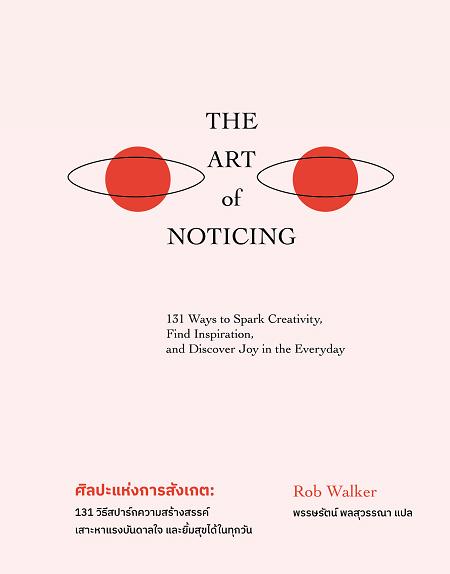 THE
ART
of
NOTICING
131 Ways to Spark Creativity,
Find Inspiration,
and Discover Joy in the Everyday
ศิลปะแห่งการสังเกต:
131 วิธีสปาร์กความสร้างสรรค์
เสาะหาแรงบันดาลใจ และยิ้มสุขได้ในทุกวัน
Rob Walker
พรรษรัตน์ พลสุวรรณา แปล